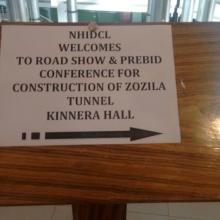 NHIDCL
WELCOMES
TO ROAD SHOW & PREBID
CONFERENCE FOR
CONSTRUCTION OF ZOZILA
TUNNEL
KINNERA HALL